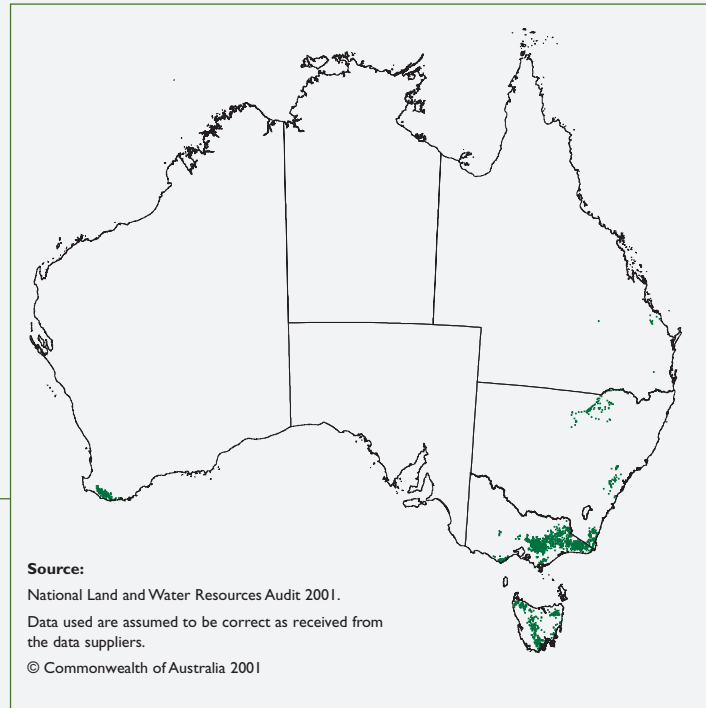 Source:
National Land and Water Resources Audit 2001.
Data used are assumed to be correct as received from
the data suppliers.
© Commonwealth of Australia 2001